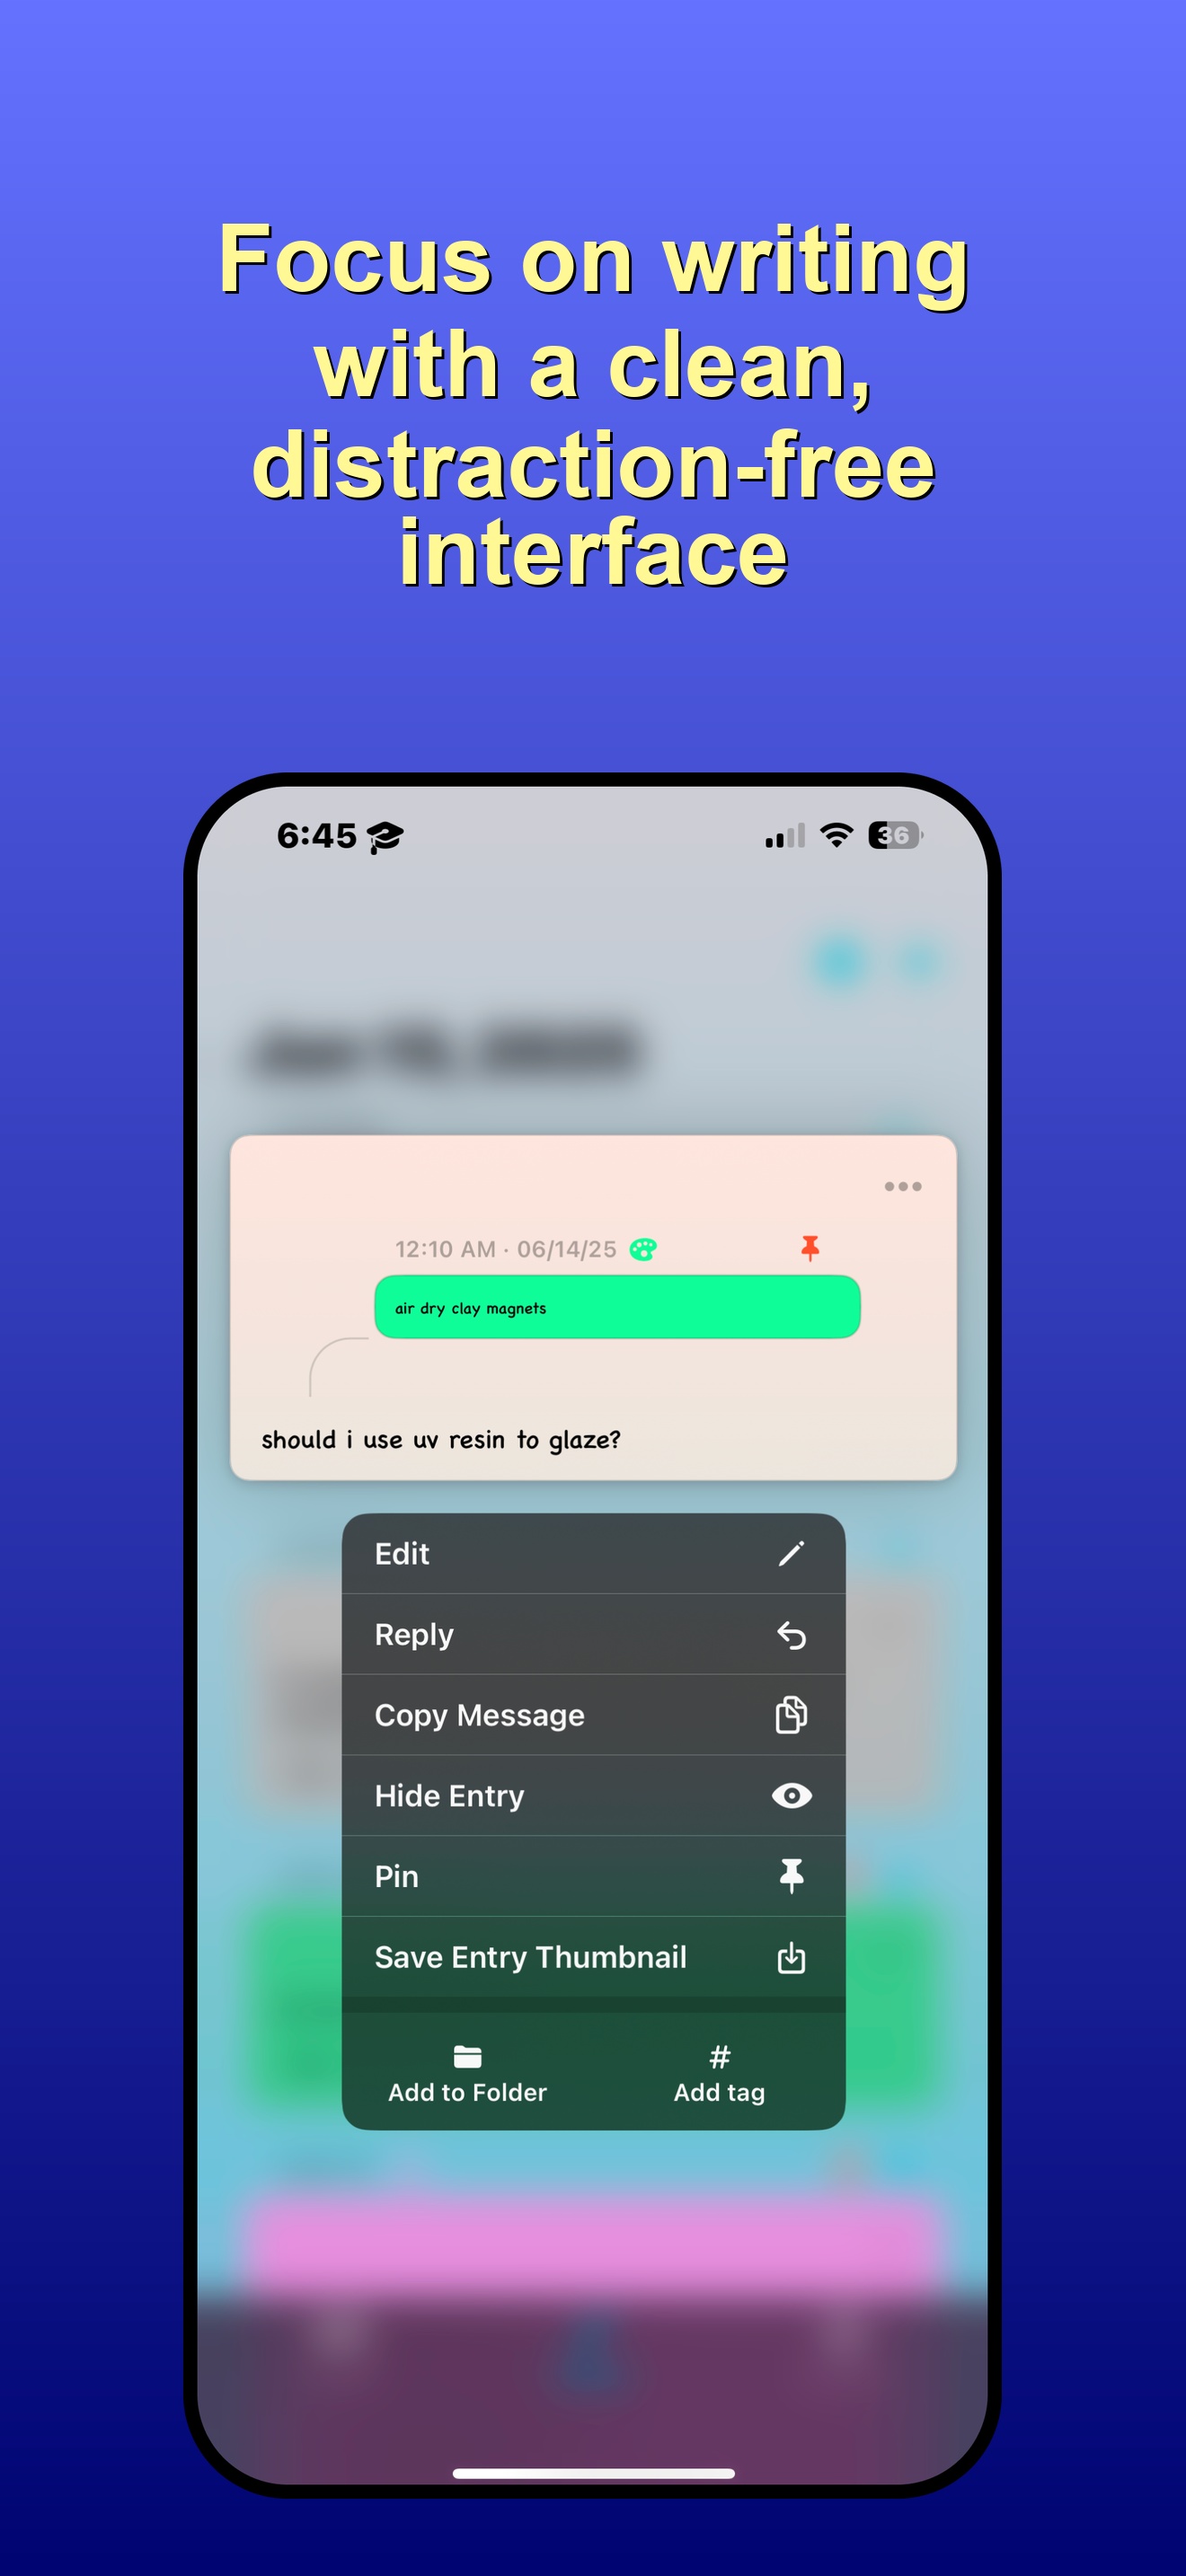 Focus on writing
with a clean,
distraction-free
interface
6:45
36
12:10 AM · 06/14/25
air dry clay magnets
should i use uv resin to glaze?
Edit
Reply
Copy Message
Hide Entry
Pin
Save Entry Thumbnail
Add to Folder
# Add tag